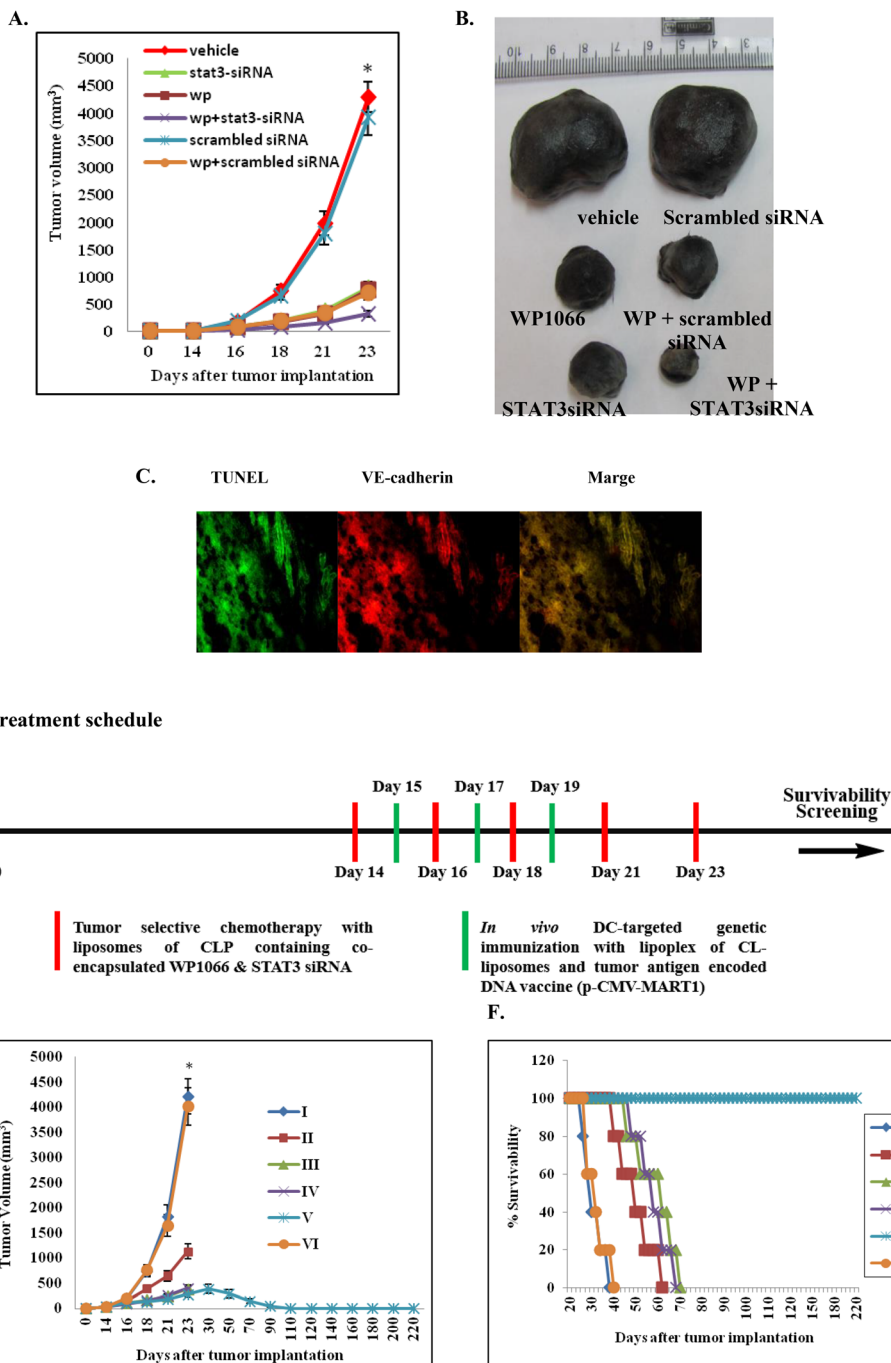 A.
Tumor volume (mm³)
5000
4500
4000
3500
3000
2500
2000
1500
1000
500
0
vehicle
stat3-siRNA
wp
wp+stat3-siRNA
scrambled siRNA
wp+scrambled siRNA
*
0 14 16 18 21 23
Days after tumor implantation
B.
vehicle Scrambled siRNA
WP1066 WP + scrambled
siRNA
STAT3siRNA WP +
STAT3siRNA
C.
TUNEL VE-cadherin Marge
reatment schedule
Day 15 Day 17 Day 19
Survivability
Screening
Day 14 Day 16 Day 18 Day 21 Day 23
Tumor selective chemotherapy with
liposomes of CLP containing co-
encapsulated WP1066 & STAT3 siRNA
In vivo DC-targeted genetic
immunization with lipoplex of CL-
liposomes and tumor antigen encoded
DNA vaccine (p-CMV-MART1)
Tumor Volume (mm³)
5000
4500
4000
3500
3000
2500
2000
1500
1000
500
0
*
I
II
III
IV
V
VI
0 14 16 18 21 23 30 50 70 90 110 120 140 160 180 200 220
Days after tumor implantation
F.
% Survivability
120
100
80
60
40
20
0
20 30 40 50 60 70 80 90 100 110 120 130 140 150 160 170 180 190 200 220
Days after tumor implantation